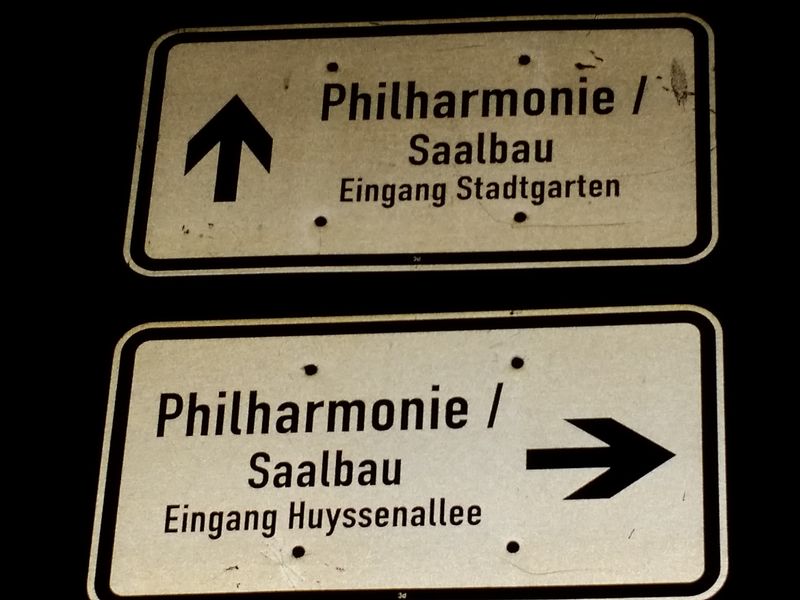 Philharmonie /
Saalbau
Eingang Stadtgarten
Philharmonie /
Saalbau
Eingang Huyssenallee